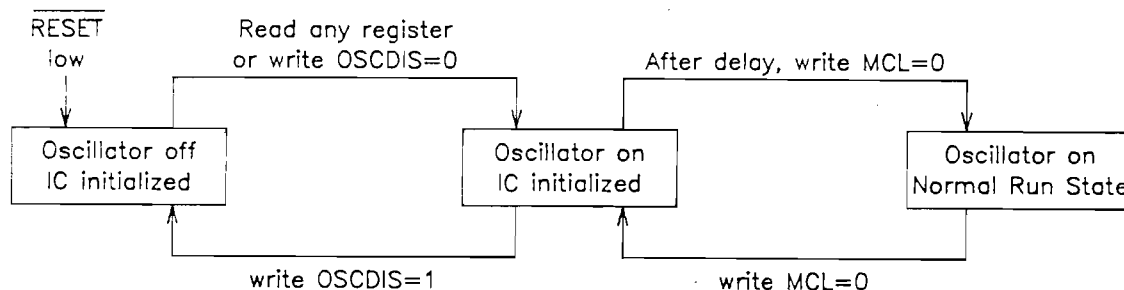 RESET
low
Read any register
or write OSCDIS=0
After delay, write MCL=0
Oscillator off
IC initialized
Oscillator on
IC initialized
Oscillator on
Normal Run State
write OSCDIS=1
write MCL=0